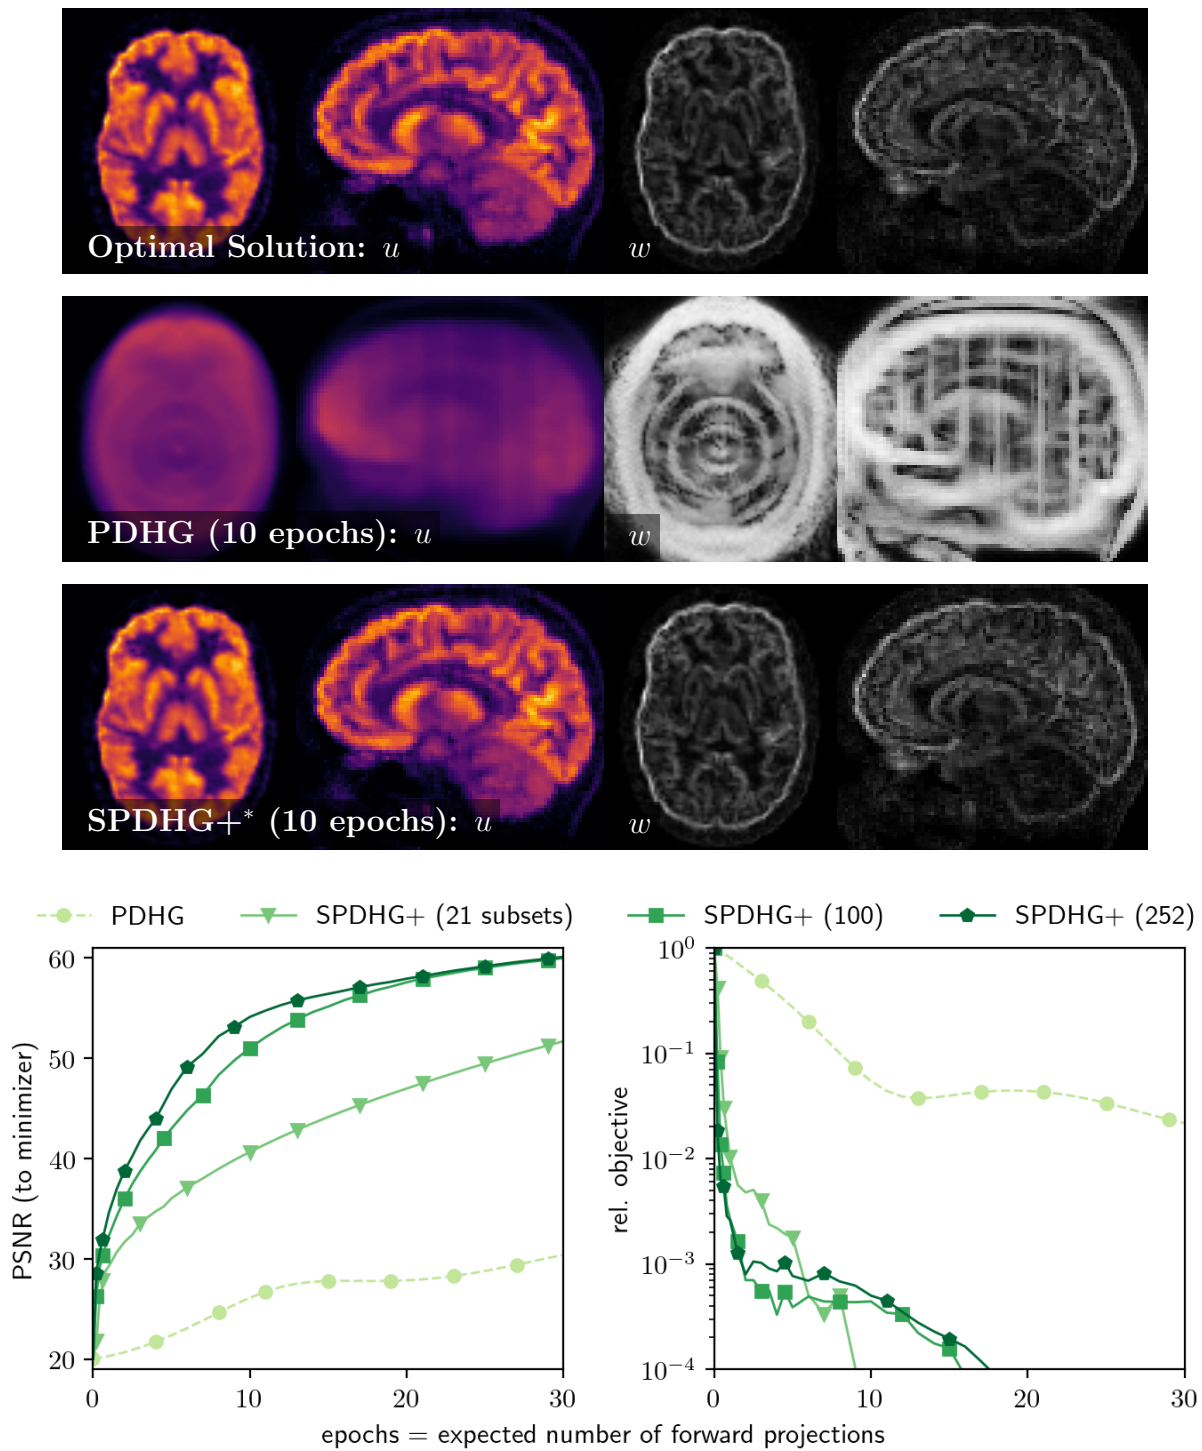 Optimal Solution: u
w
PDHG (10 epochs): u
w
SPDHG+* (10 epochs): u
w
PDHG
SPDHG+ (21 subsets)
SPDHG+ (100)
SPDHG+ (252)
PSNR (to minimizer)
60
50
40
30
20
0
10
20
30
rel. objective
10^0
10^-1
10^-2
10^-3
10^-4
0
10
20
30
epochs = expected number of forward projections